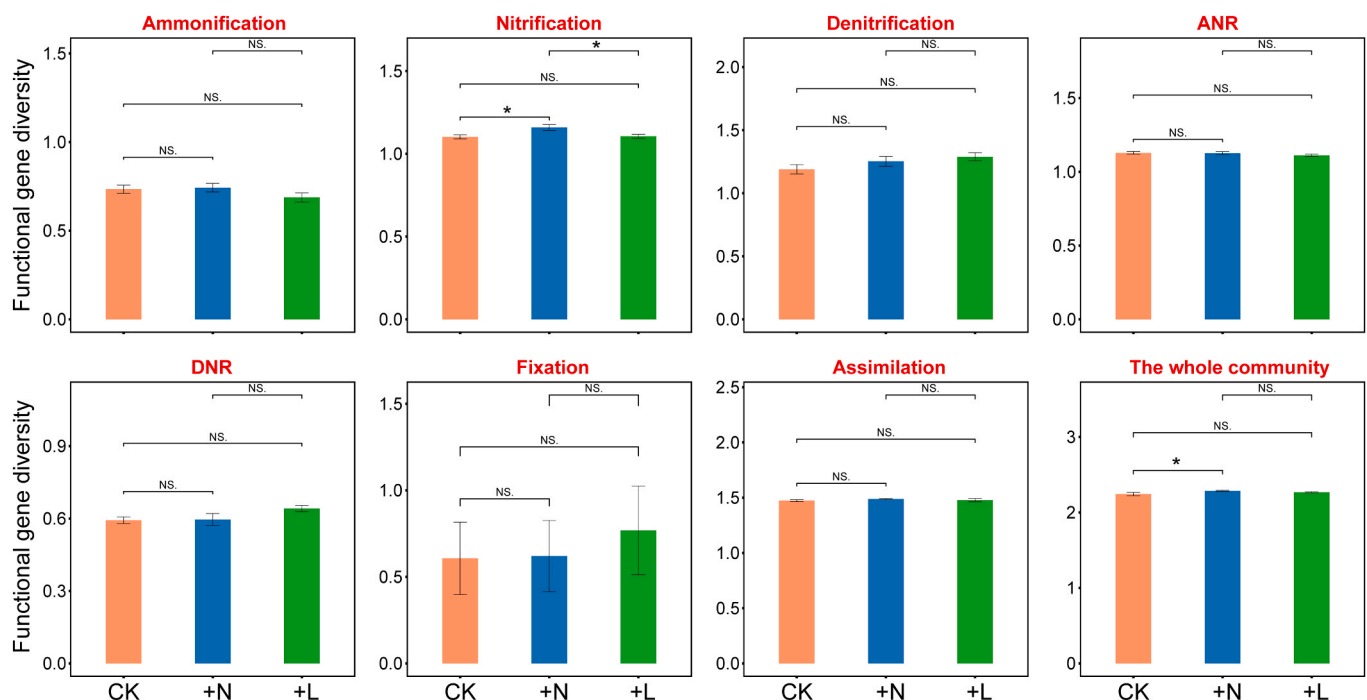 Ammonification
Nitrification
Denitrification
ANR
Functional gene diversity
1.5
1.0
0.5
0.0
NS.
NS.
NS.
1.5
1.0
0.5
0.0
*
NS.
*
2.0
1.5
1.0
0.5
0.0
NS.
NS.
NS.
1.5
1.0
0.5
0.0
NS.
NS.
NS.
DNR
Fixation
Assimilation
The whole community
Functional gene diversity
0.9
0.6
0.3
0.0
NS.
NS.
NS.
1.5
1.0
0.5
0.0
NS.
NS.
NS.
2.5
2.0
1.5
1.0
0.5
0.0
NS.
NS.
NS.
3
2
1
0
NS.
NS.
*
CK +N +L
CK +N +L
CK +N +L
CK +N +L